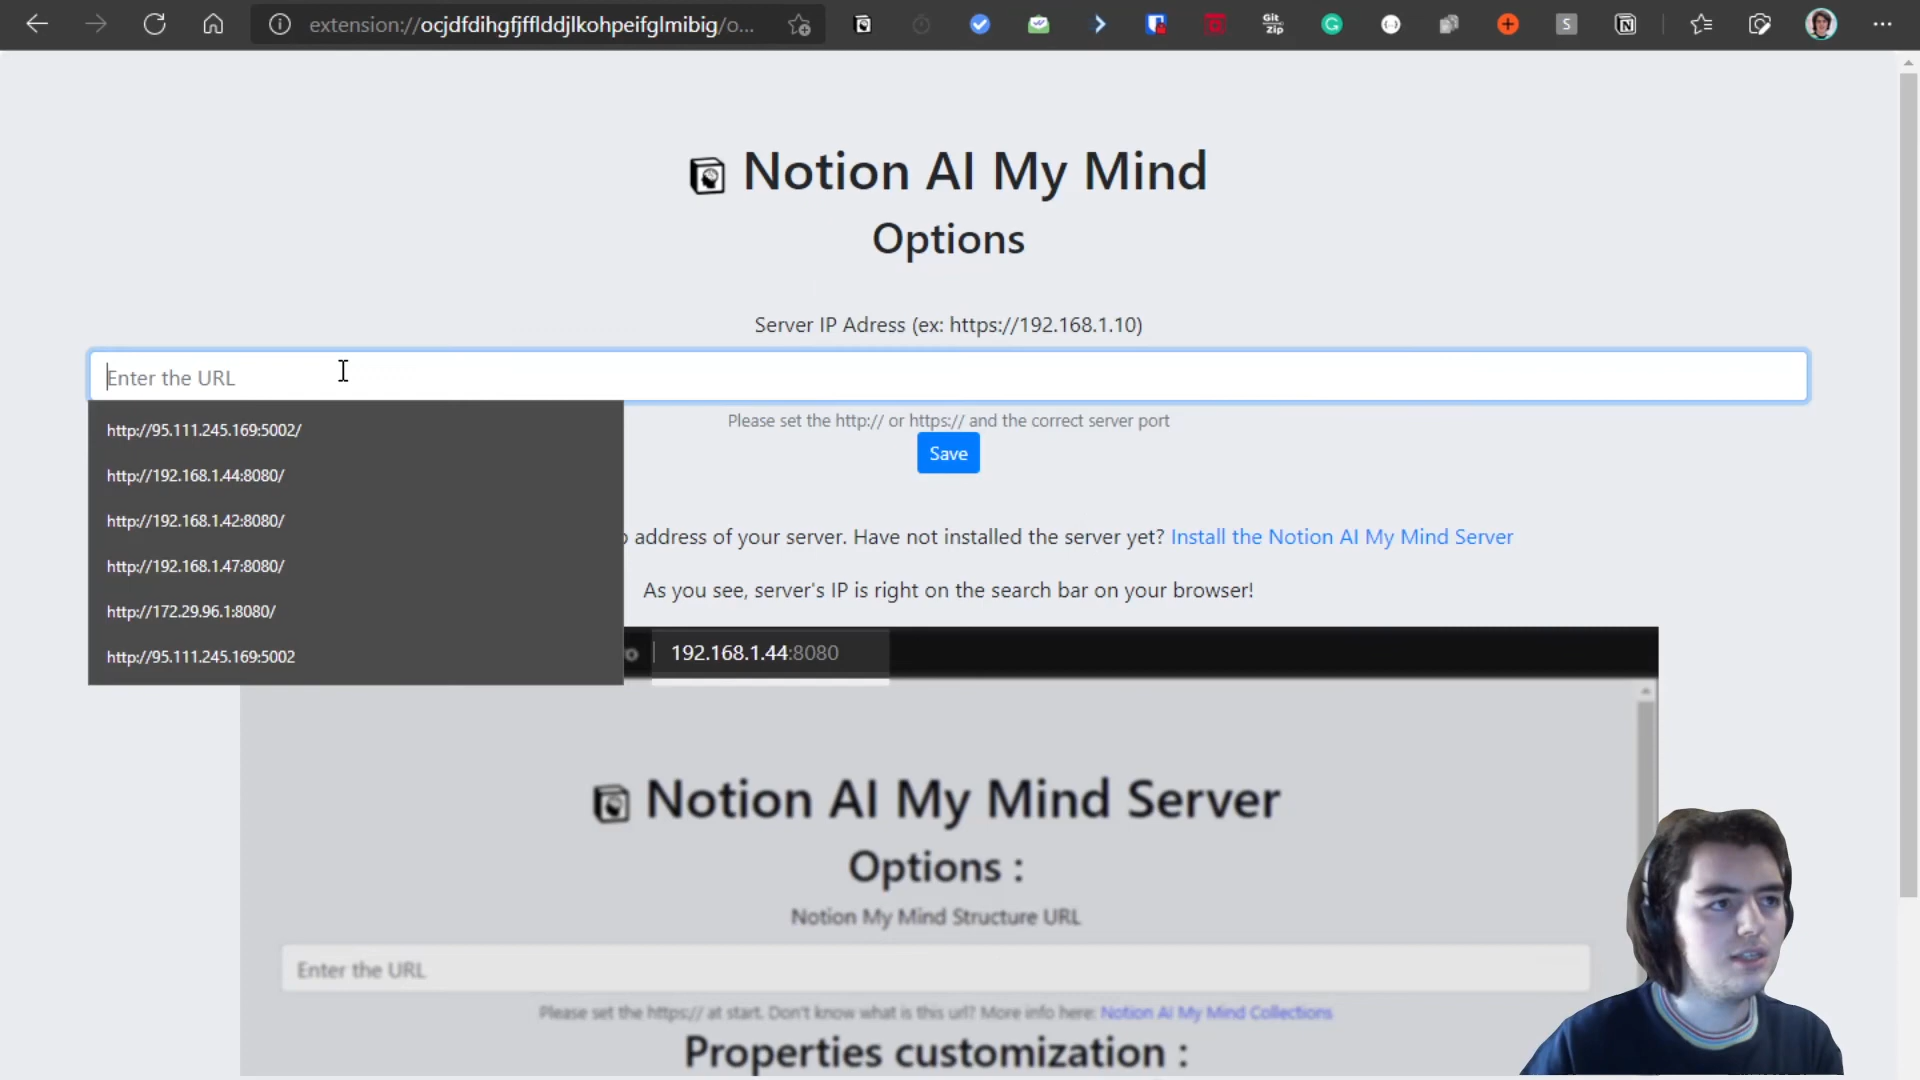 extension://ocjdfdihgfjfflddjlkohpeifglmibig/o...
Git
zip
S
Notion AI My Mind
Options
Server IP Adress (ex: https://192.168.1.10)
Enter the URL
Please set the http:// or https:// and the correct server port
Save
http://95.111.245.169:5002/
http://192.168.1.44:8080/
http://192.168.1.42:8080/
http://192.168.1.47:8080/
http://172.29.96.1:8080/
http://95.111.245.169:5002
address of your server. Have not installed the server yet? Install the Notion AI My Mind Server
As you see, server's IP is right on the search bar on your browser!
192.168.1.44:8080
Notion AI My Mind Server
Options :
Notion My Mind Structure URL
Enter the URL
Please set the https:// at start. Don't know what is this url? More info here: Notion AI My Mind Collections
Properties customization :